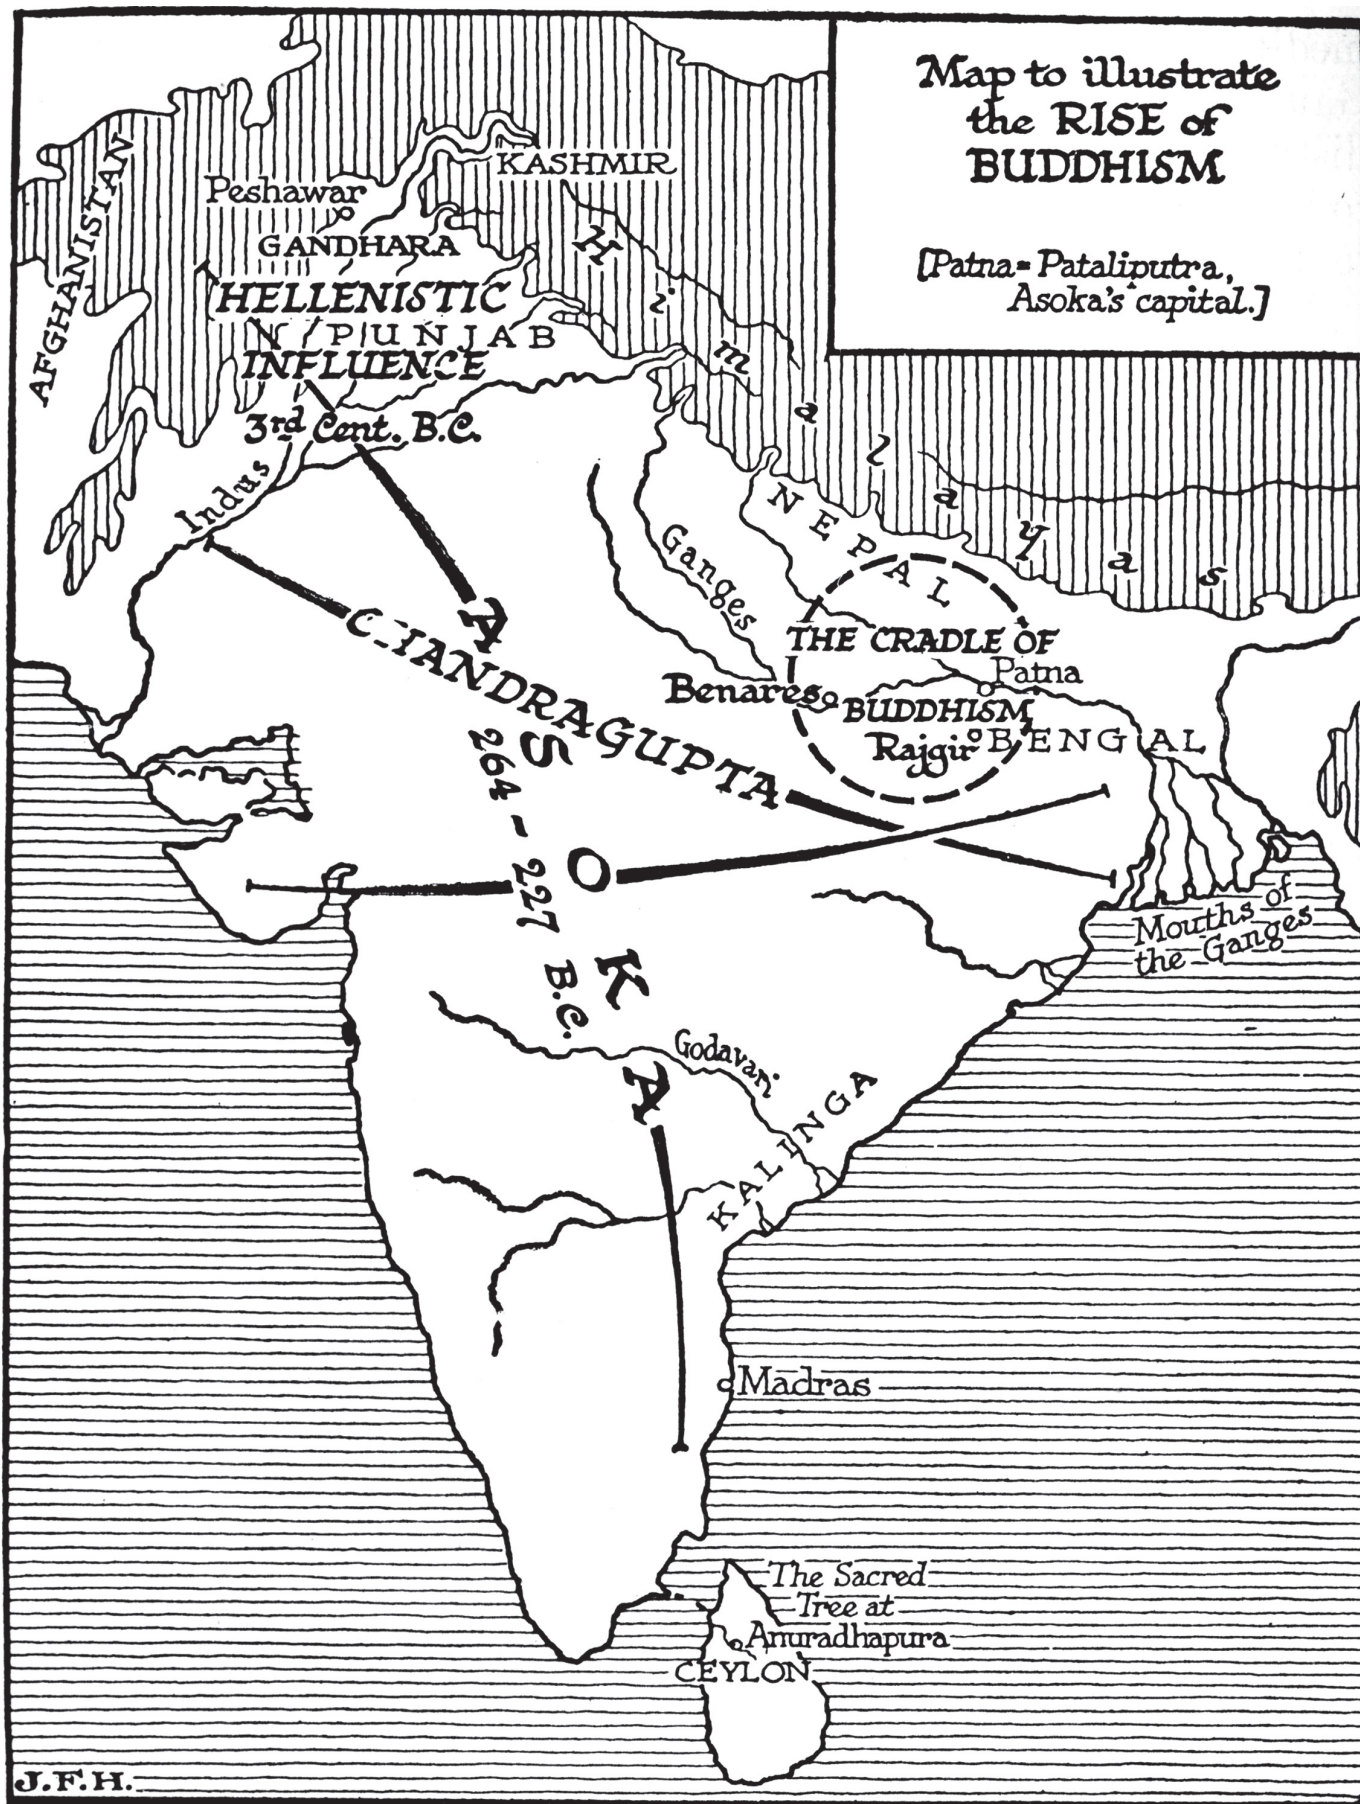 Map to illustrate
the RISE of
BUDDHISM
[Patna= Pataliputra,
Asoka's capital.]
AFGHANISTAN
KASHMIR
Peshawar
GANDHARA
HELLENISTIC
PUNJAB
INFLUENCE
3rd Cent. B.C.
Indus
Himalayas
NEPAL
Ganges
THE CRADLE OF
Patna
Benares
BUDDHISM
Rajgir
BENGAL
CHANDRAGUPTA
ASOKA
264-227 B.C.
Mouths of
the Ganges
Godavari
KALINGA
Madras
The Sacred
Tree at
Anuradhapura
CEYLON
J.F.H.